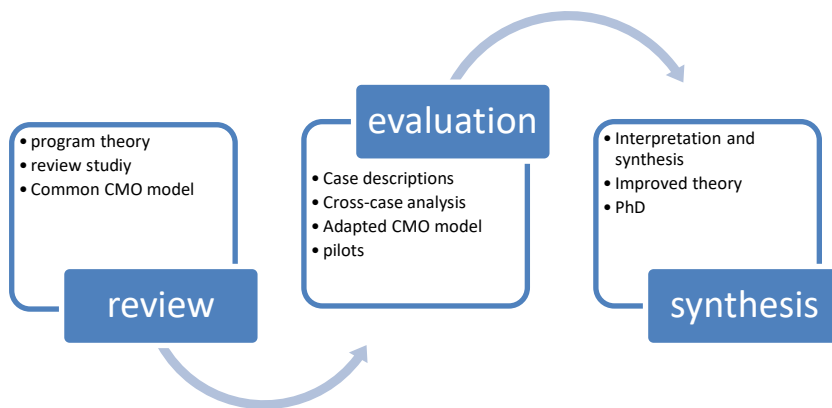 • program theory
• review studiy
• Common CMO model
review
evaluation
• Case descriptions
• Cross-case analysis
• Adapted CMO model
• pilots
• Interpretation and
synthesis
• Improved theory
• PhD
synthesis